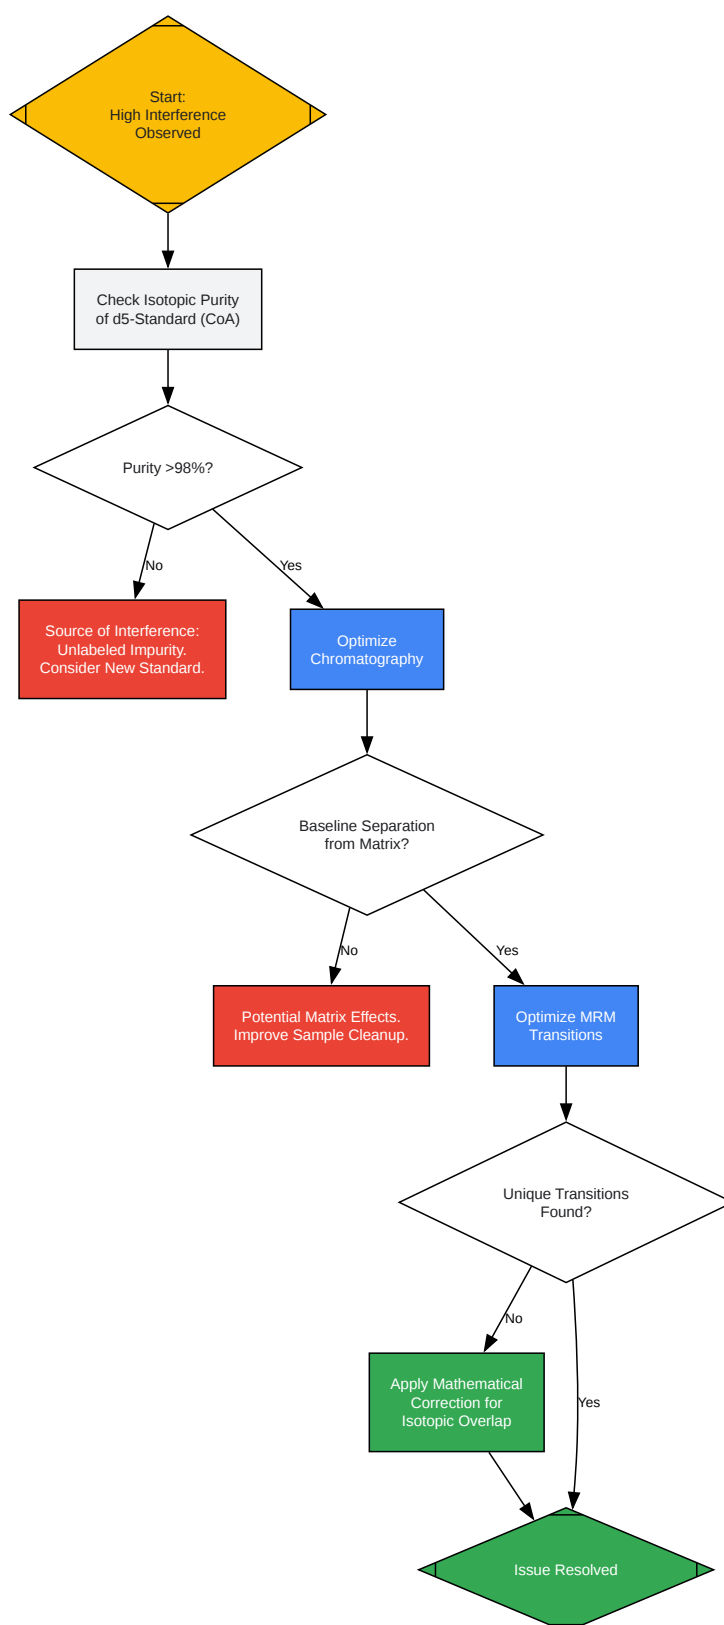 Start:
High Interference
Observed
Check Isotopic Purity
of d5-Standard (CoA)
Purity >98%?
No
Yes
Source of Interference:
Unlabeled Impurity.
Consider New Standard.
Optimize
Chromatography
Baseline Separation
from Matrix?
No
Yes
Potential Matrix Effects.
Improve Sample Cleanup.
Optimize MRM
Transitions
Unique Transitions
Found?
No
Apply Mathematical
Correction for
Isotopic Overlap
Yes
Issue Resolved